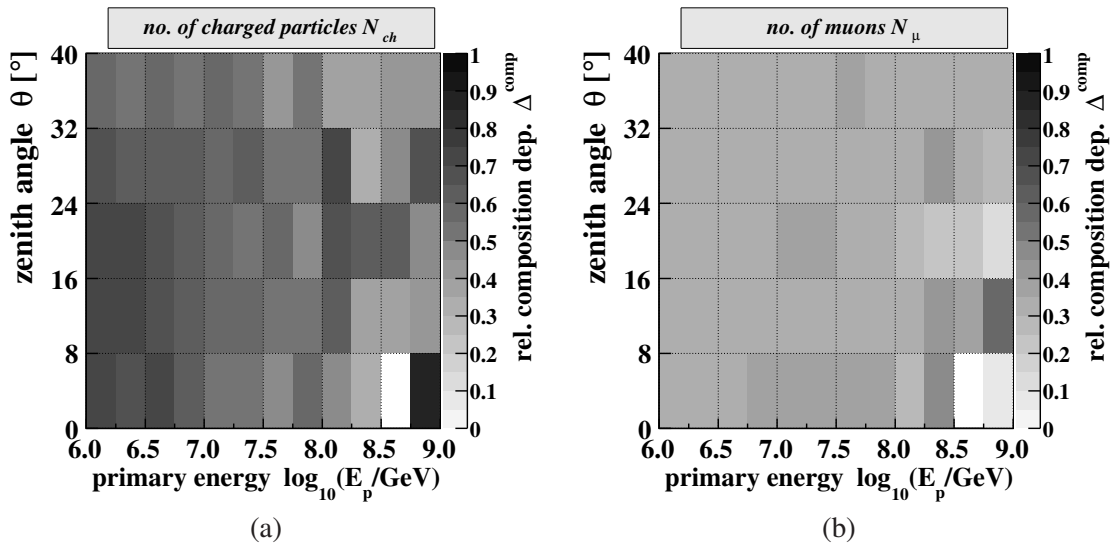 no. of charged particles N_ch
zenith angle θ [°]
40
32
24
16
8
0
6.0 6.5 7.0 7.5 8.0 8.5 9.0
primary energy log₁₀(E_p/GeV)
1
0.9
0.8
0.7
0.6
0.5
0.4
0.3
0.2
0.1
0
rel. composition dep. Δ^comp
(a)
no. of muons N_μ
zenith angle θ [°]
40
32
24
16
8
0
6.0 6.5 7.0 7.5 8.0 8.5 9.0
primary energy log₁₀(E_p/GeV)
1
0.9
0.8
0.7
0.6
0.5
0.4
0.3
0.2
0.1
0
rel. composition dep. Δ^comp
(b)